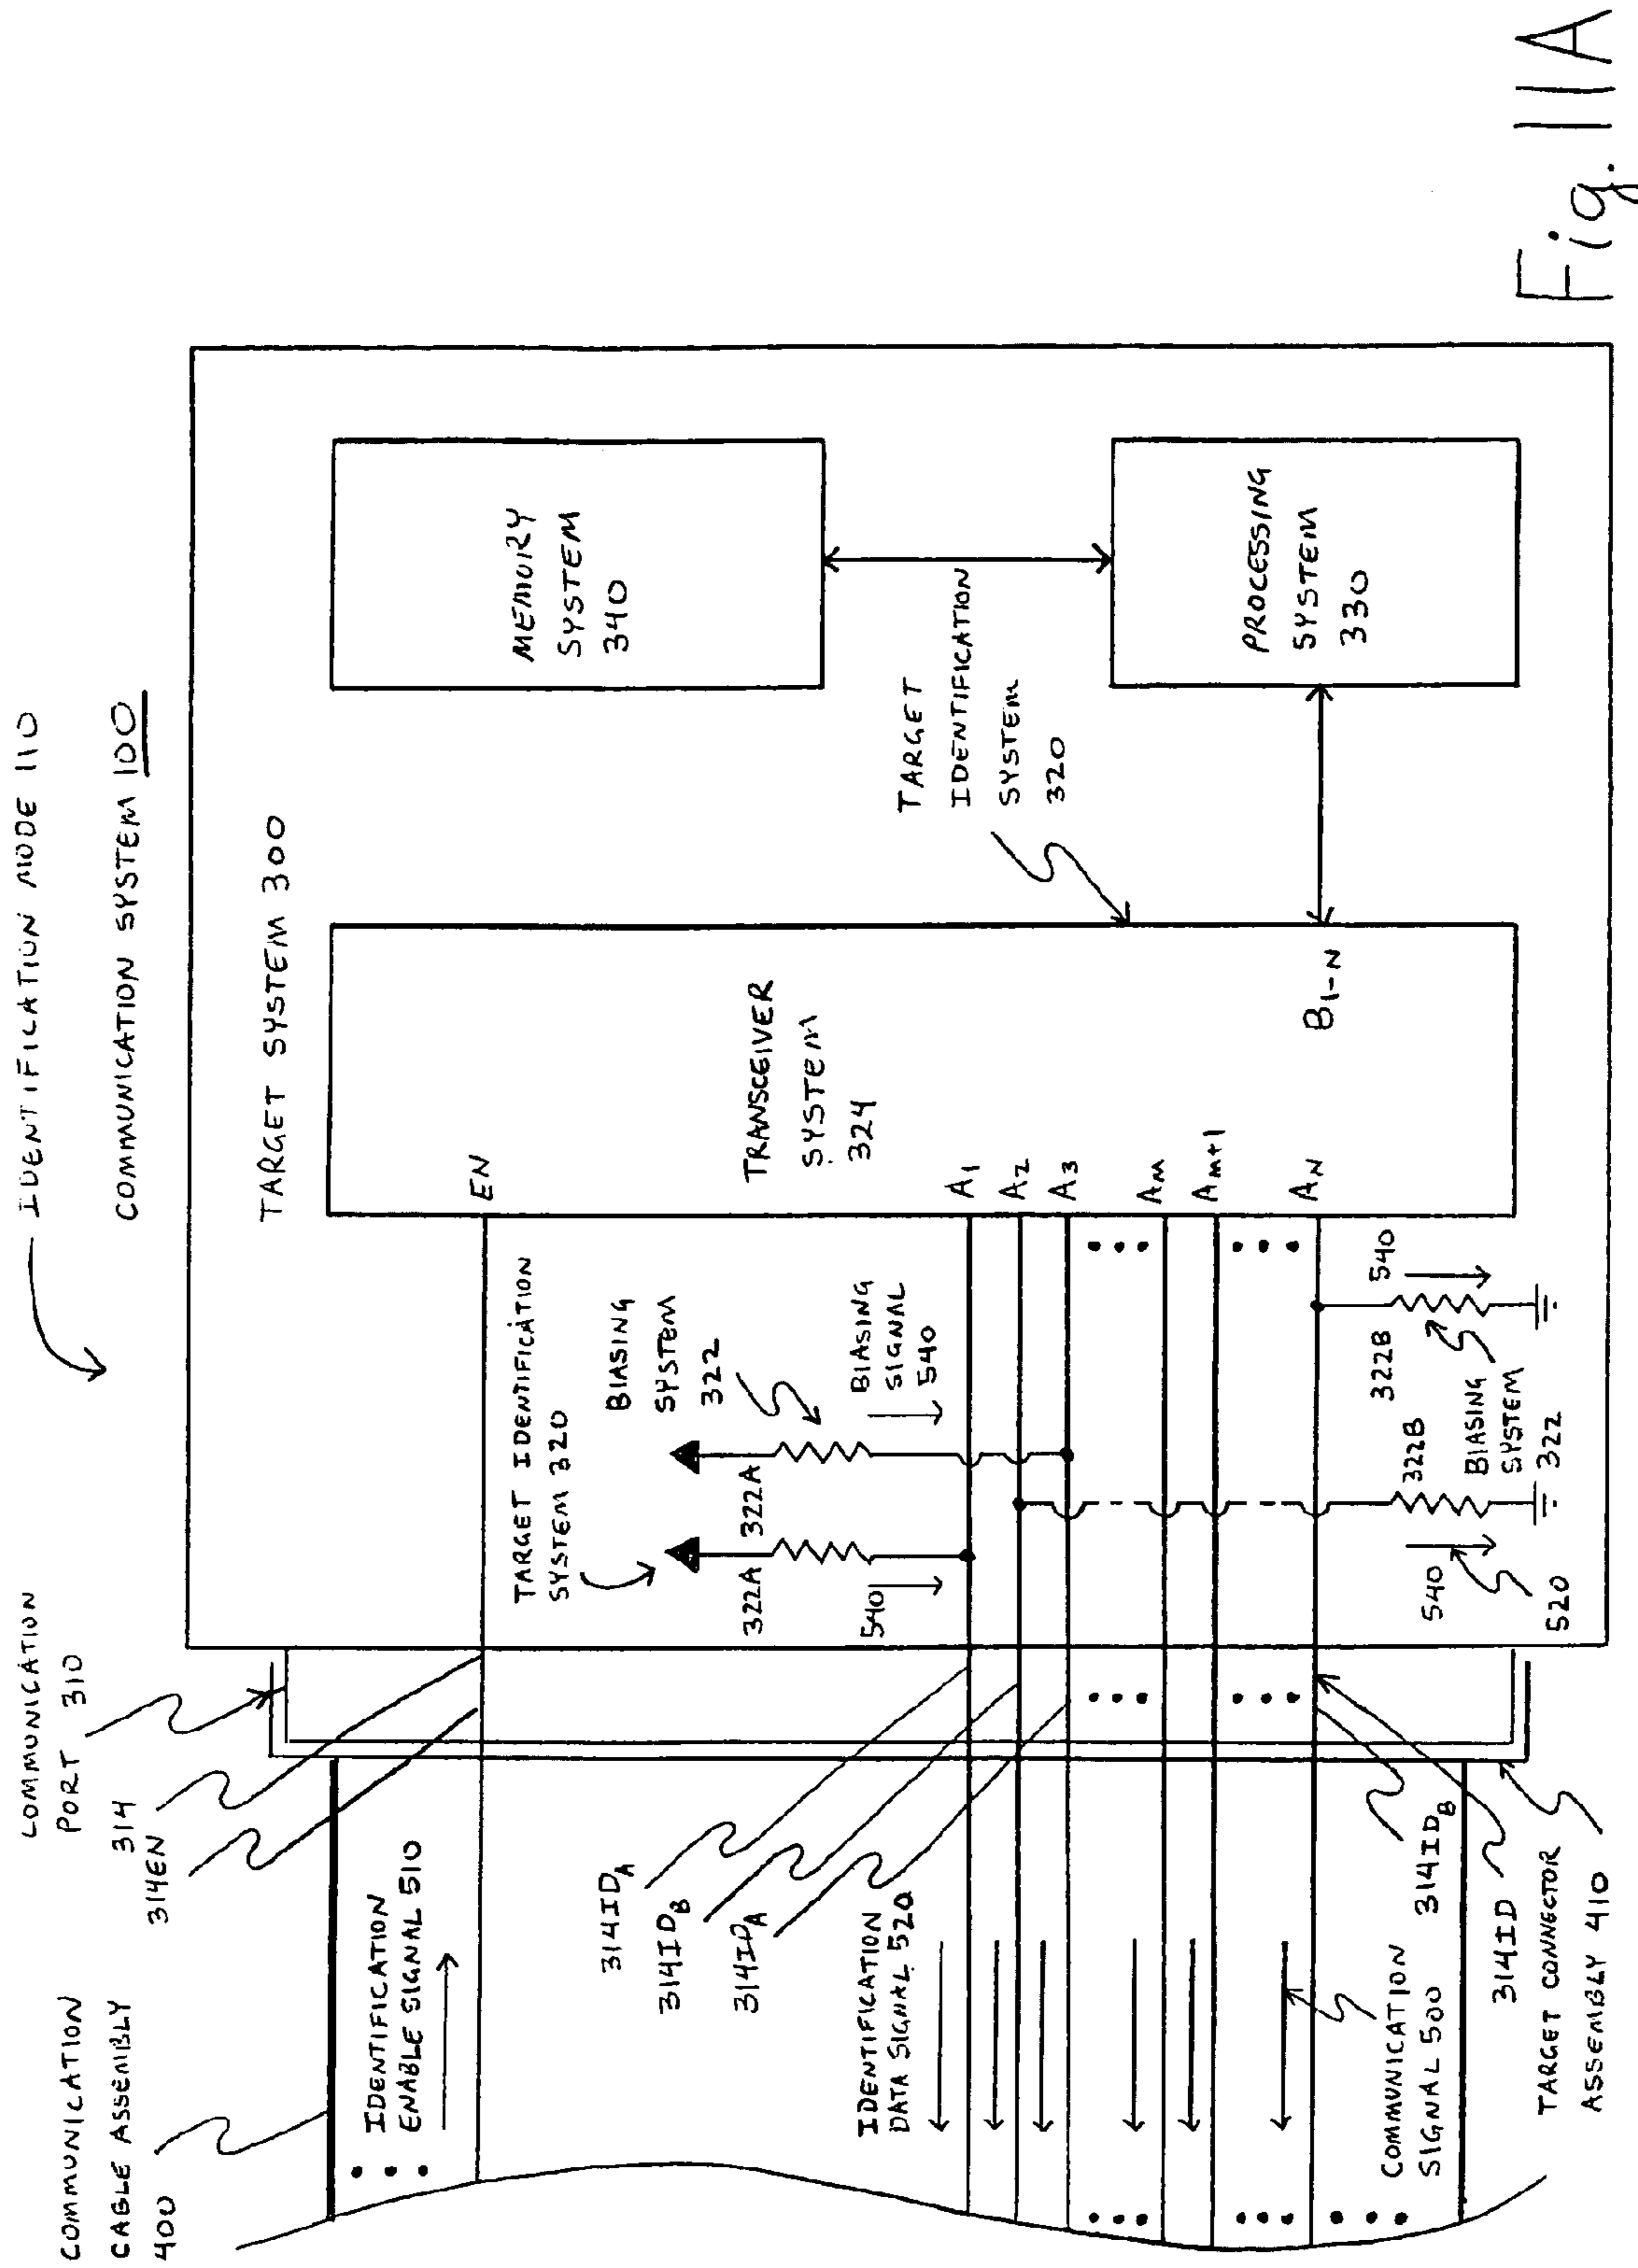 IDENTIFICATION MODE 110
COMMUNICATION SYSTEM 100
COMMUNICATION
PORT 310
TARGET SYSTEM 300
COMMUNICATION
CABLE ASSEMBLY
400
314
314EN
IDENTIFICATION
ENABLE SIGNAL 510
EN
TARGET IDENTIFICATION
SYSTEM 320
BIASING
SYSTEM
322
322A
322A
BIASING
SIGNAL
540
540
TRANSCEIVER
SYSTEM
324
MEMORY
SYSTEM
340
TARGET
IDENTIFICATION
SYSTEM
320
314IDA
314IDB
314IDA
IDENTIFICATION
DATA SIGNAL 520
A1
A2
A3
AM
AM+1
AN
B1-N
PROCESSING
SYSTEM
330
COMMUNICATION
SIGNAL 500
314IDB
314ID
TARGET CONNECTOR
ASSEMBLY 410
540
520
322B
BIASING
SYSTEM
322
322B
540
Fig. 11A